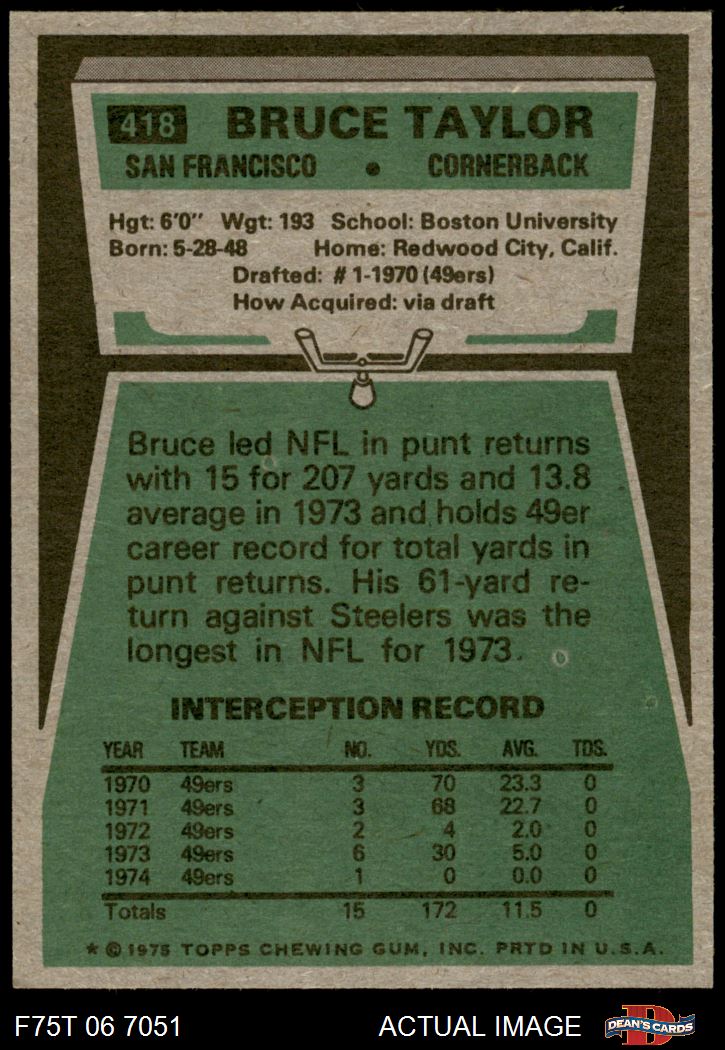 418 BRUCE TAYLOR
SAN FRANCISCO • CORNERBACK
Hgt: 6'0" Wgt: 193 School: Boston University
Born: 5-28-48 Home: Redwood City, Calif.
Drafted: # 1-1970 (49ers)
How Acquired: via draft
Bruce led NFL in punt returns
with 15 for 207 yards and 13.8
average in 1973 and holds 49er
career record for total yards in
punt returns. His 61-yard re-
turn against Steelers was the
longest in NFL for 1973.
INTERCEPTION RECORD
YEAR TEAM NO. YDS. AVG. TDS.
1970 49ers 3 70 23.3 0
1971 49ers 3 68 22.7 0
1972 49ers 2 4 2.0 0
1973 49ers 6 30 5.0 0
1974 49ers 1 0 0.0 0
Totals 15 172 11.5 0
* © 1975 TOPPS CHEWING GUM, INC. PRTD IN U.S.A.
F75T 06 7051 ACTUAL IMAGE DEAN'S CARDS